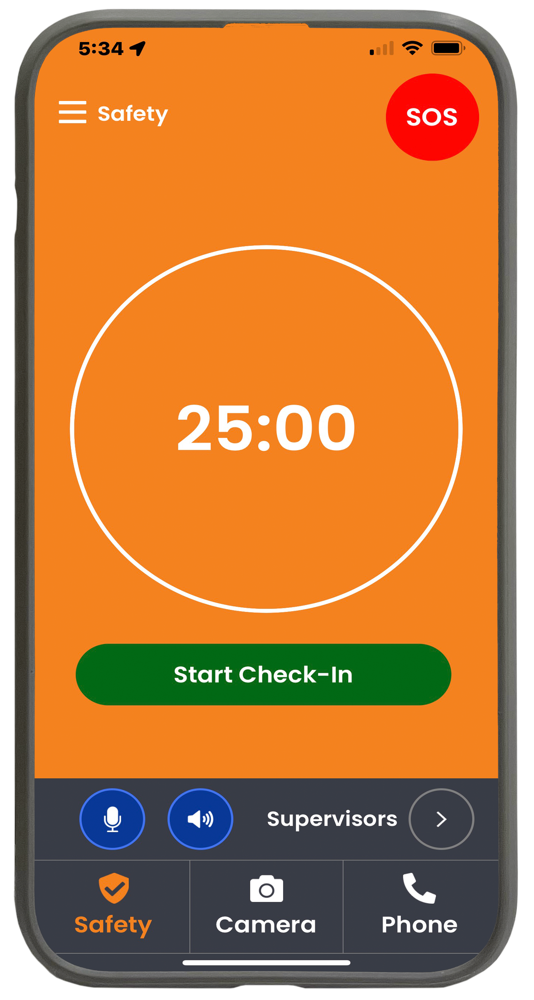 5:34
Safety
SOS
25:00
Start Check-In
Supervisors
Safety
Camera
Phone